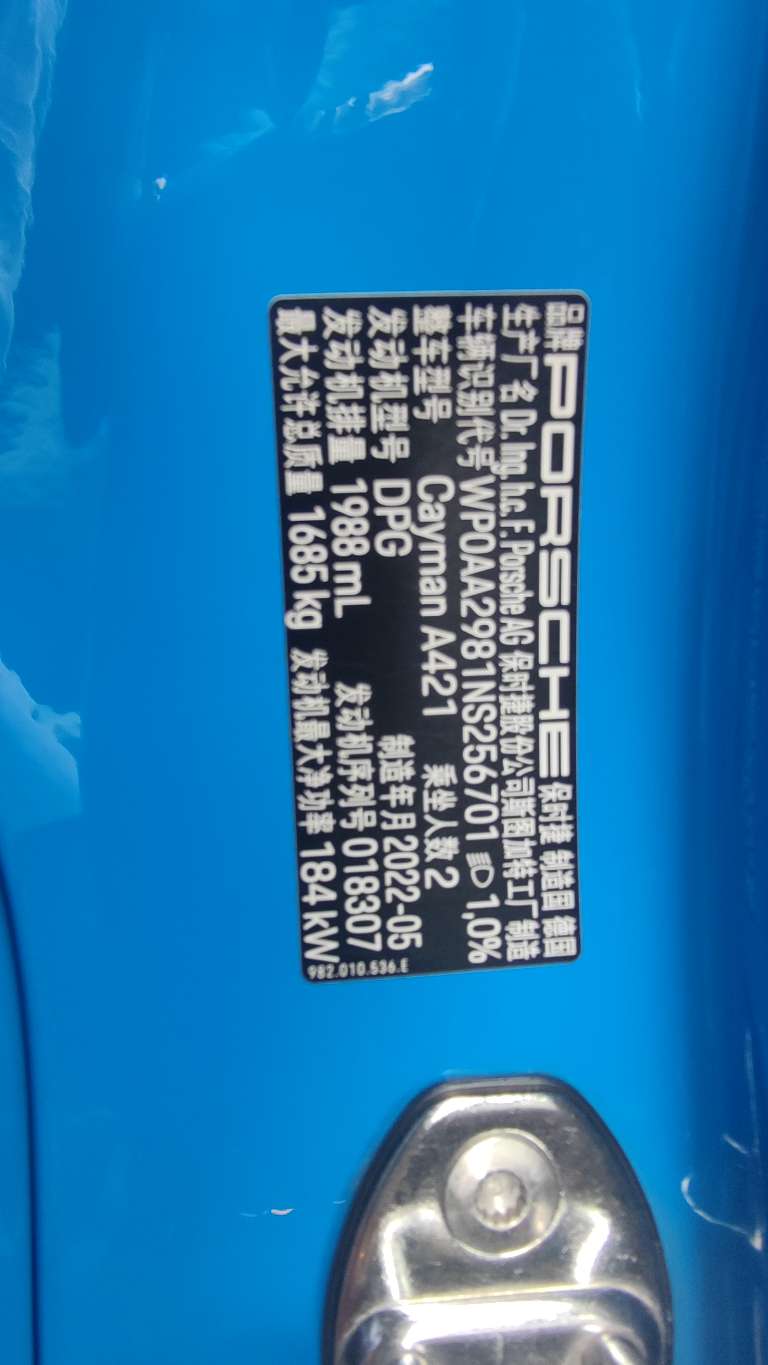 品牌 PORSCHE 保时捷 制造国 德国
生产厂名 Dr. Ing. h.c. F. Porsche AG 保时捷股份公司斯图加特工厂 制造
车辆识别代号 WP0AA2981NS256701 1,0%
整车型号 Cayman A421 乘坐人数 2
发动机型号 DPG 制造年月 2022-05
发动机排量 1988 mL 发动机序列号 018307
最大允许总质量 1685 kg 发动机最大净功率 184 kW
982.010.536.E